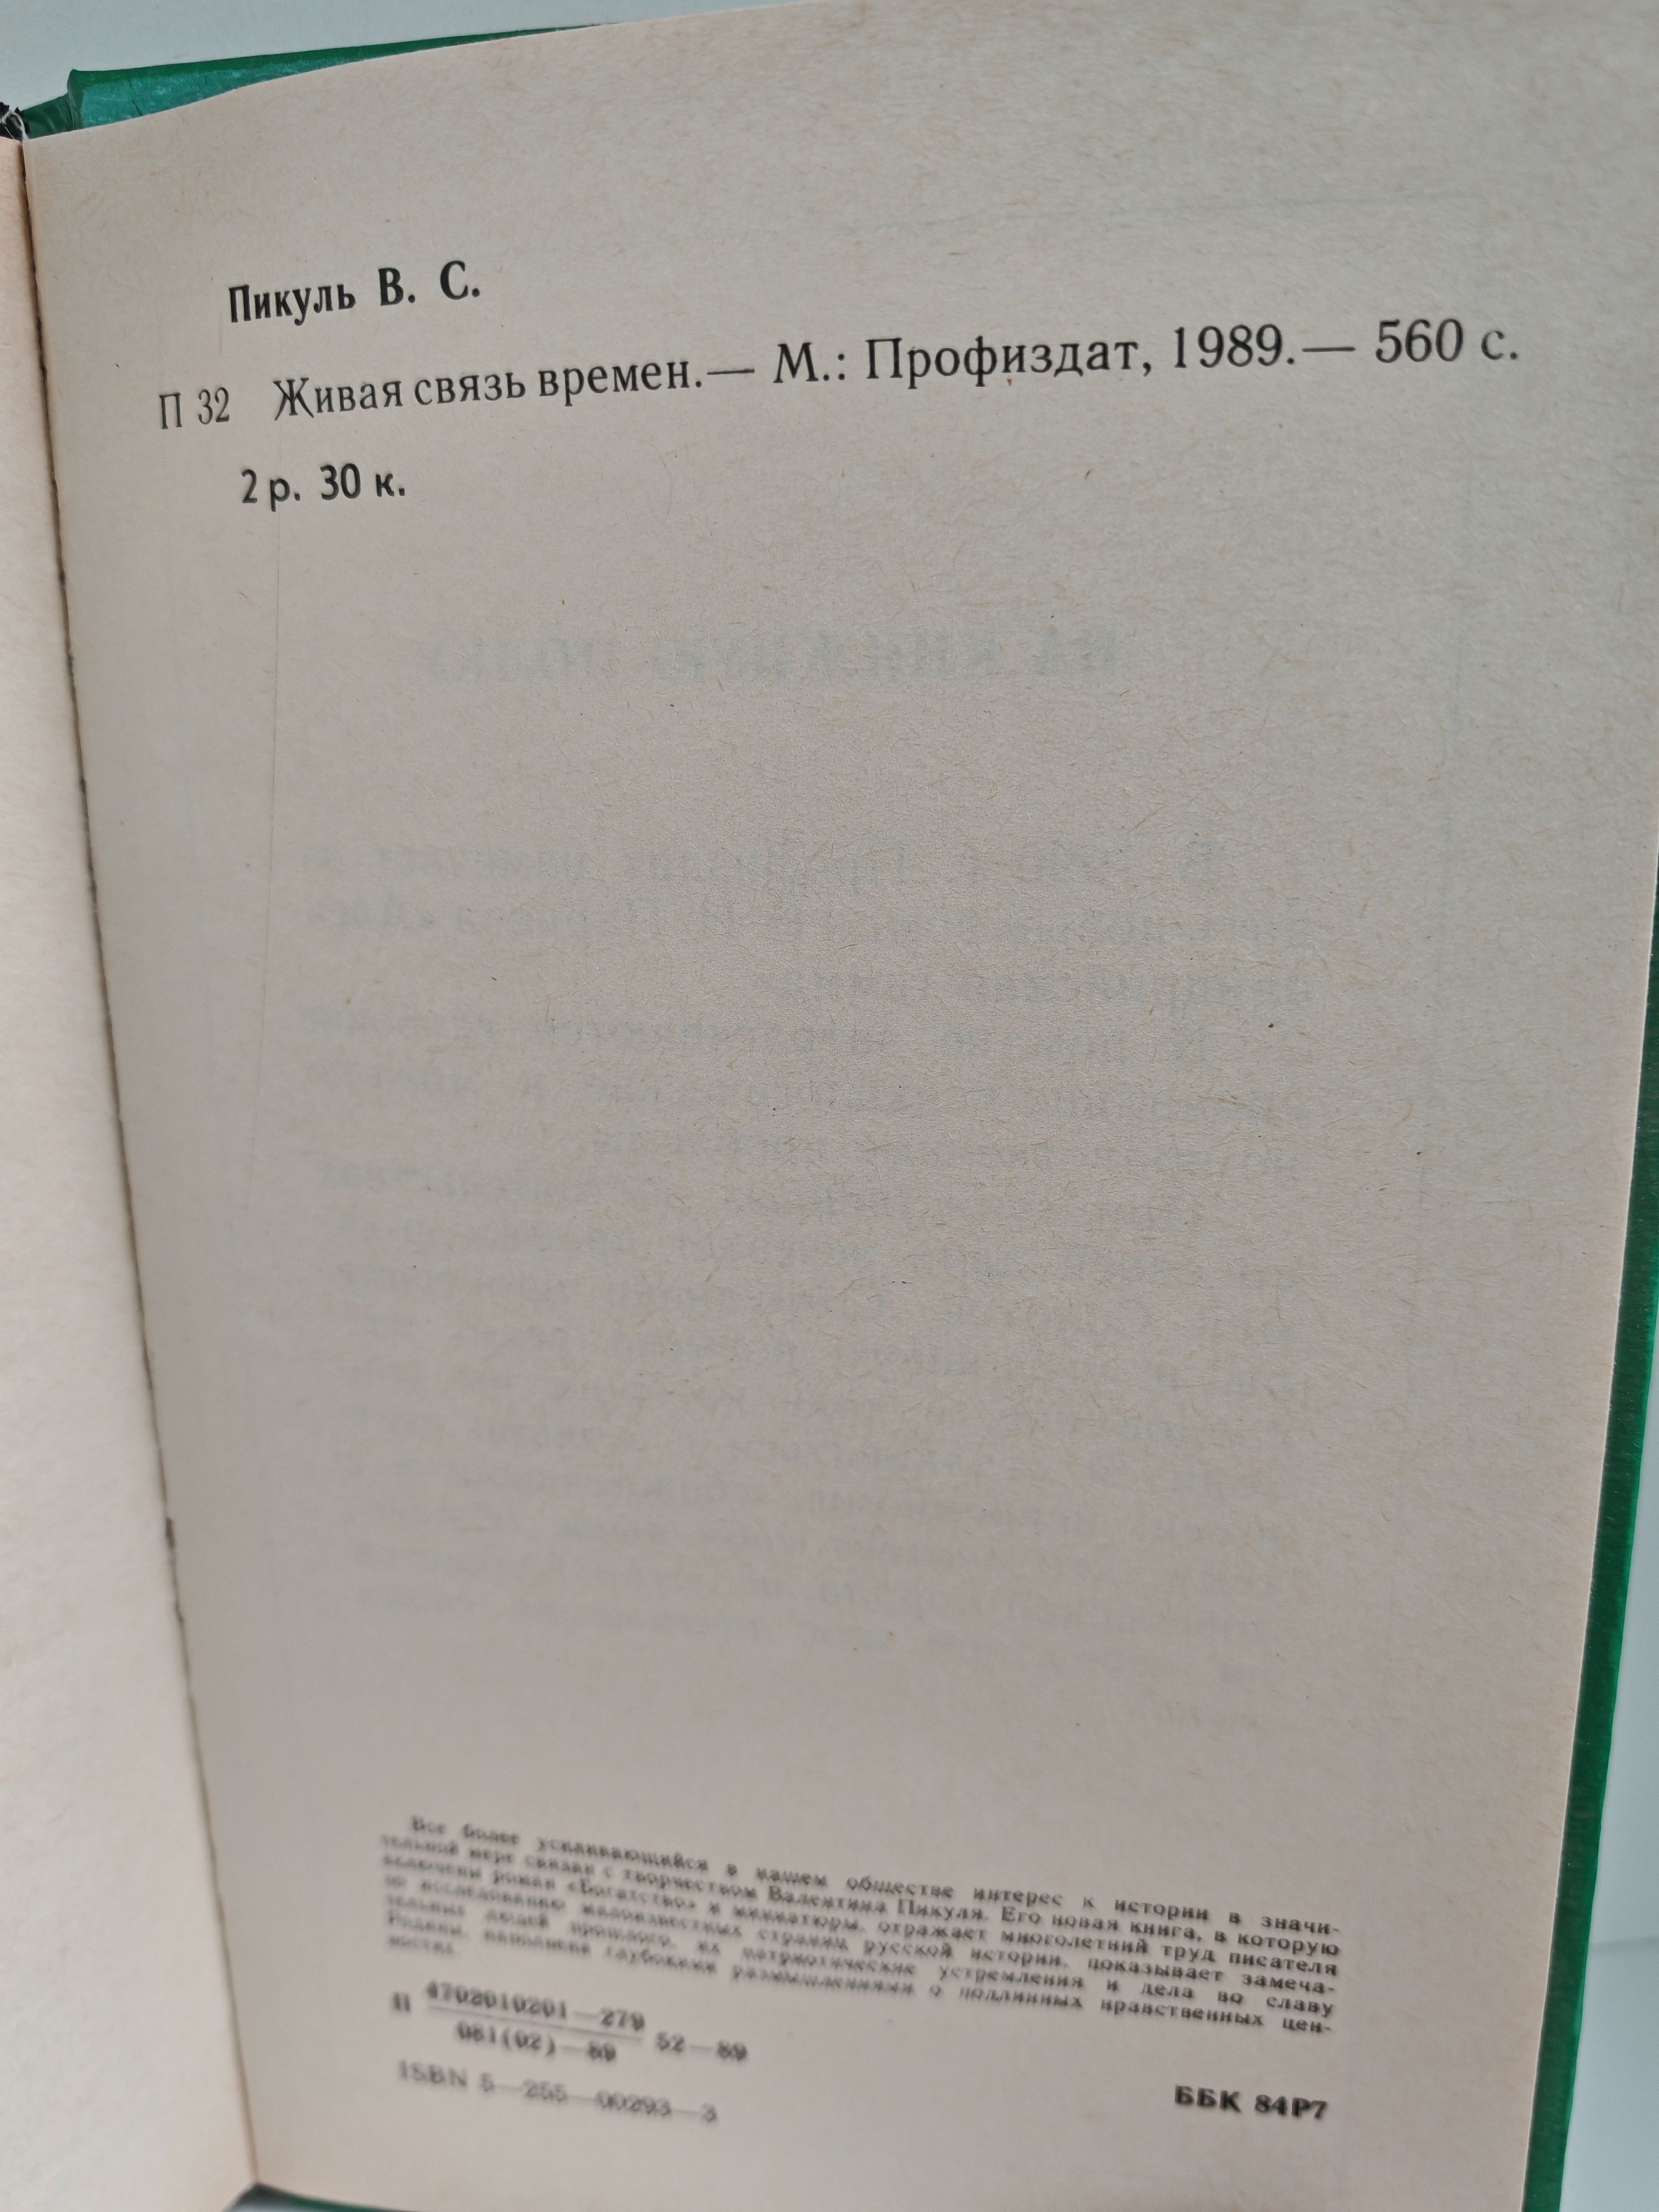 Пикуль В. С.
П 32 Живая связь времен.— М.: Профиздат, 1989.— 560 с.
2 р. 30 к.
Все более усиливающийся в нашем обществе интерес к истории в значи-
тельной мере связан с творчеством Валентина Пикуля. Его новая книга, в которую
включены роман «Богатство» и миниатюры, отражает многолетний труд писателя
по исследованию малоизвестных страниц русской истории, показывает замеча-
тельных людей прошлого, их патриотические устремления и дела во славу
Родины, наполнена глубокими размышлениями о подлинных нравственных цен-
ностях.
П 4702010201—279
081(02)—89 52—89
ISBN 5—255—00293—3
ББК 84Р7